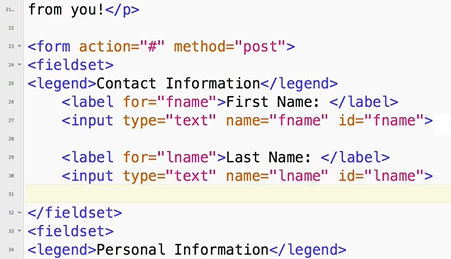 21 from you!</p>
22
23 <form action="#" method="post">
24 <fieldset>
25 <legend>Contact Information</legend>
26 <label for="fname">First Name: </label>
27 <input type="text" name="fname" id="fname">
28
29 <label for="lname">Last Name: </label>
30 <input type="text" name="lname" id="lname">
31
32 </fieldset>
33 <fieldset>
34 <legend>Personal Information</legend>